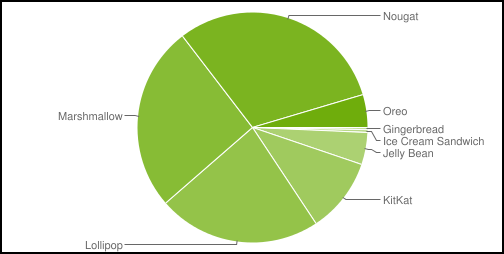 Nougat
Oreo
Gingerbread
Ice Cream Sandwich
Jelly Bean
KitKat
Lollipop
Marshmallow